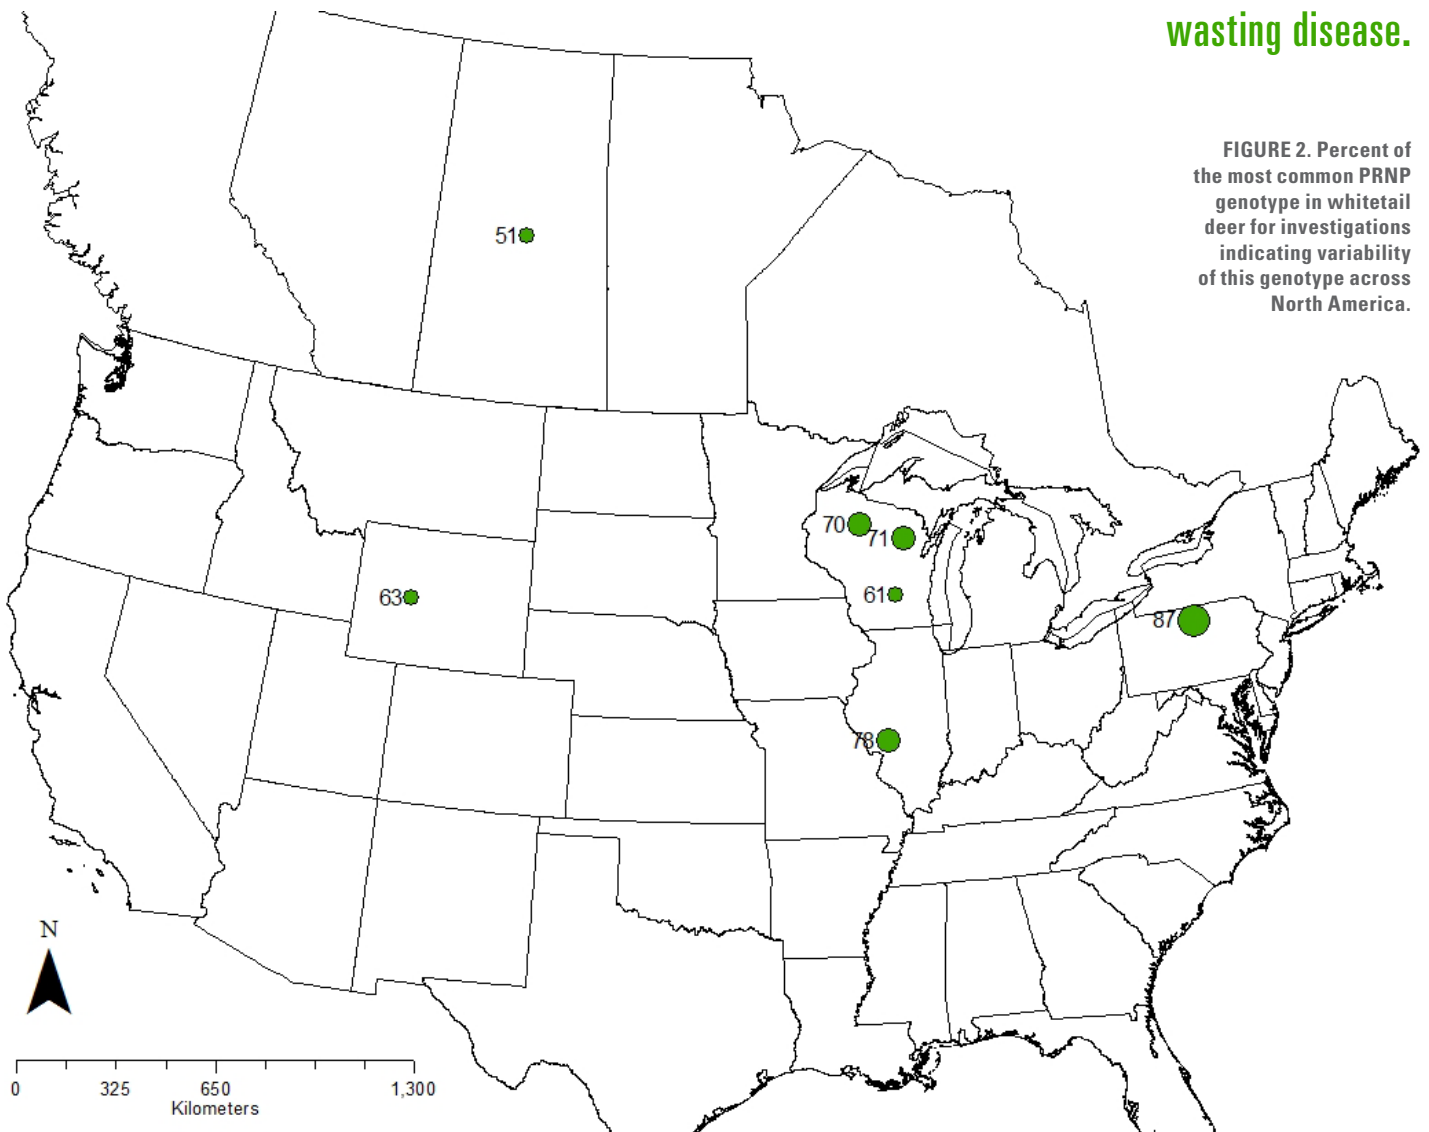 wasting disease.
FIGURE 2. Percent of
the most common PRNP
genotype in whitetail
deer for investigations
indicating variability
of this genotype across
North America.
51
70
71
63
61
87
78
N
0 325 650 1,300
Kilometers